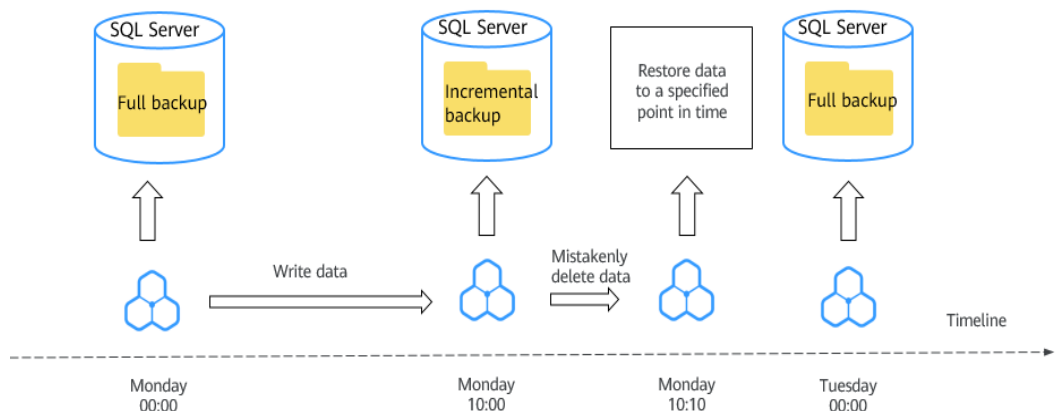 SQL Server
Full backup
SQL Server
Incremental
backup
Restore data
to a specified
point in time
SQL Server
Full backup
Write data
Mistakenly
delete data
Timeline
Monday
00:00
Monday
10:00
Monday
10:10
Tuesday
00:00